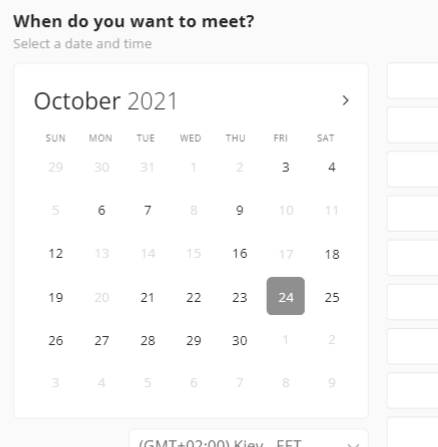 When do you want to meet?
Select a date and time
October 2021
SUN MON TUE WED THU FRI SAT
29 30 31 1 2 3 4
5 6 7 8 9 10 11
12 13 14 15 16 17 18
19 20 21 22 23 24 25
26 27 28 29 30 1 2
3 4 5 6 7 8 9
(GMT+02:00) Kiev EET